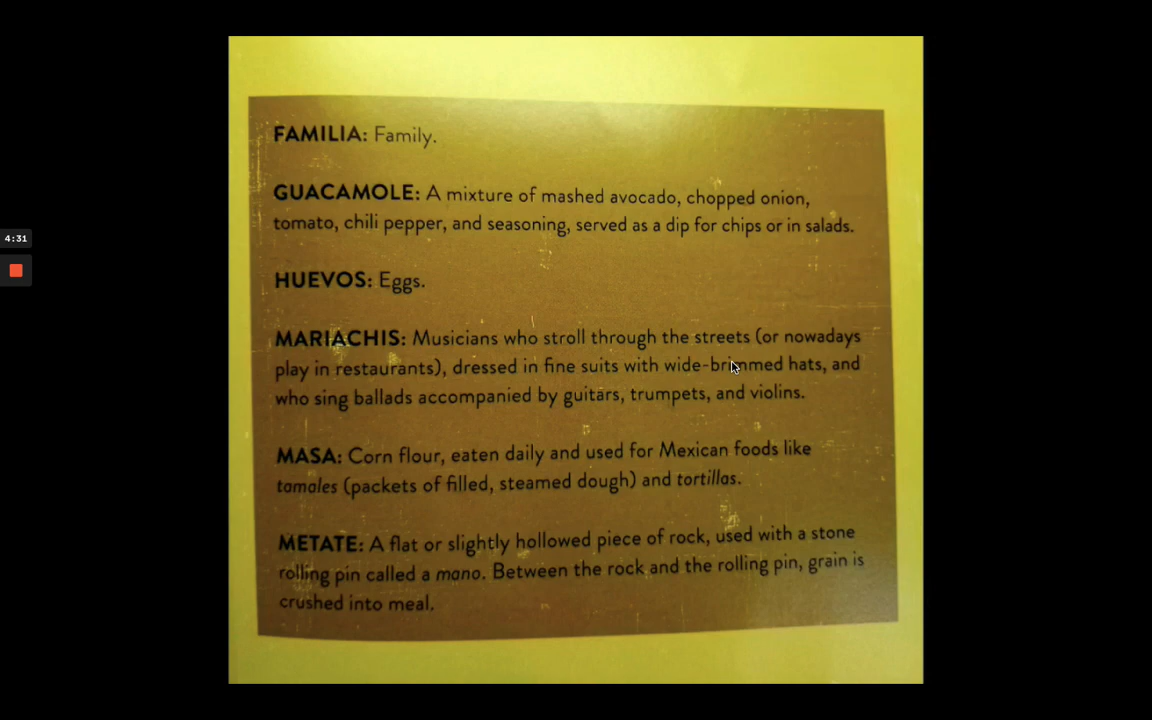 FAMILIA: Family.
GUACAMOLE: A mixture of mashed avocado, chopped onion,
tomato, chili pepper, and seasoning, served as a dip for chips or in salads.
HUEVOS: Eggs.
4:31
MARIACHIS: Musicians who stroll through the streets (or nowadays
play in restaurants), dressed in fine suits with wide-brimmed hats, and
who sing ballads accompanied by guitars, trumpets, and violins.
MASA: Corn flour, eaten daily and used for Mexican foods like
tamales (packets of filled, steamed dough) and tortillas.
METATE: A flat or slightly hollowed piece of rock, used with a stone
rolling pin called a mano. Between the rock and the rolling pin, grain is
crushed into meal.